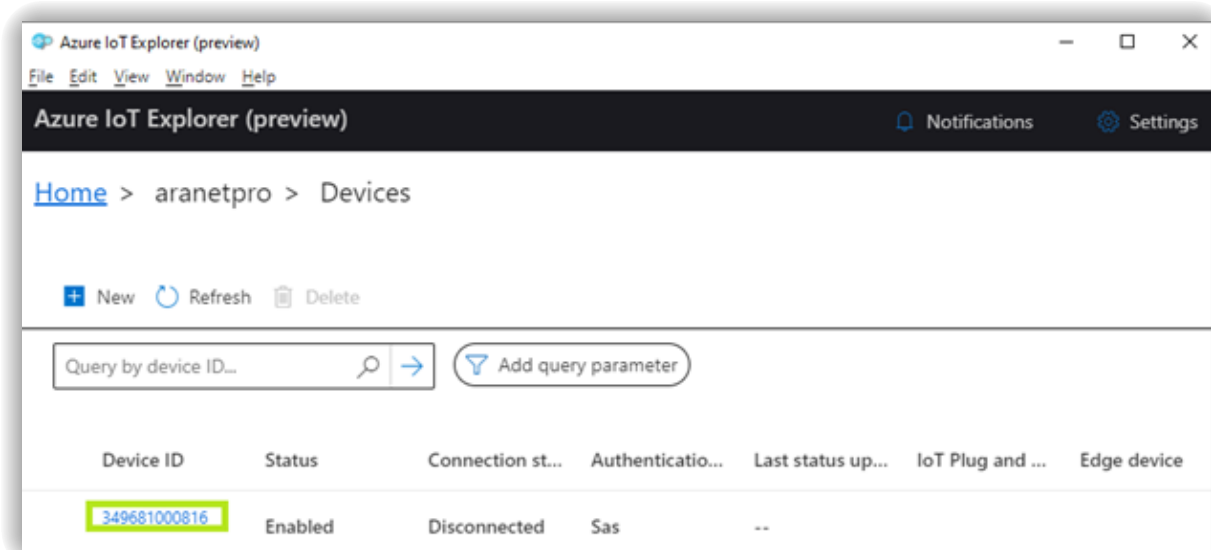 Azure IoT Explorer (preview)
File Edit View Window Help
Azure IoT Explorer (preview) Notifications Settings
Home > aranetpro > Devices
New Refresh Delete
Query by device ID... Add query parameter
Device ID Status Connection st... Authenticatio... Last status up... IoT Plug and ... Edge device
349681000816 Enabled Disconnected Sas --